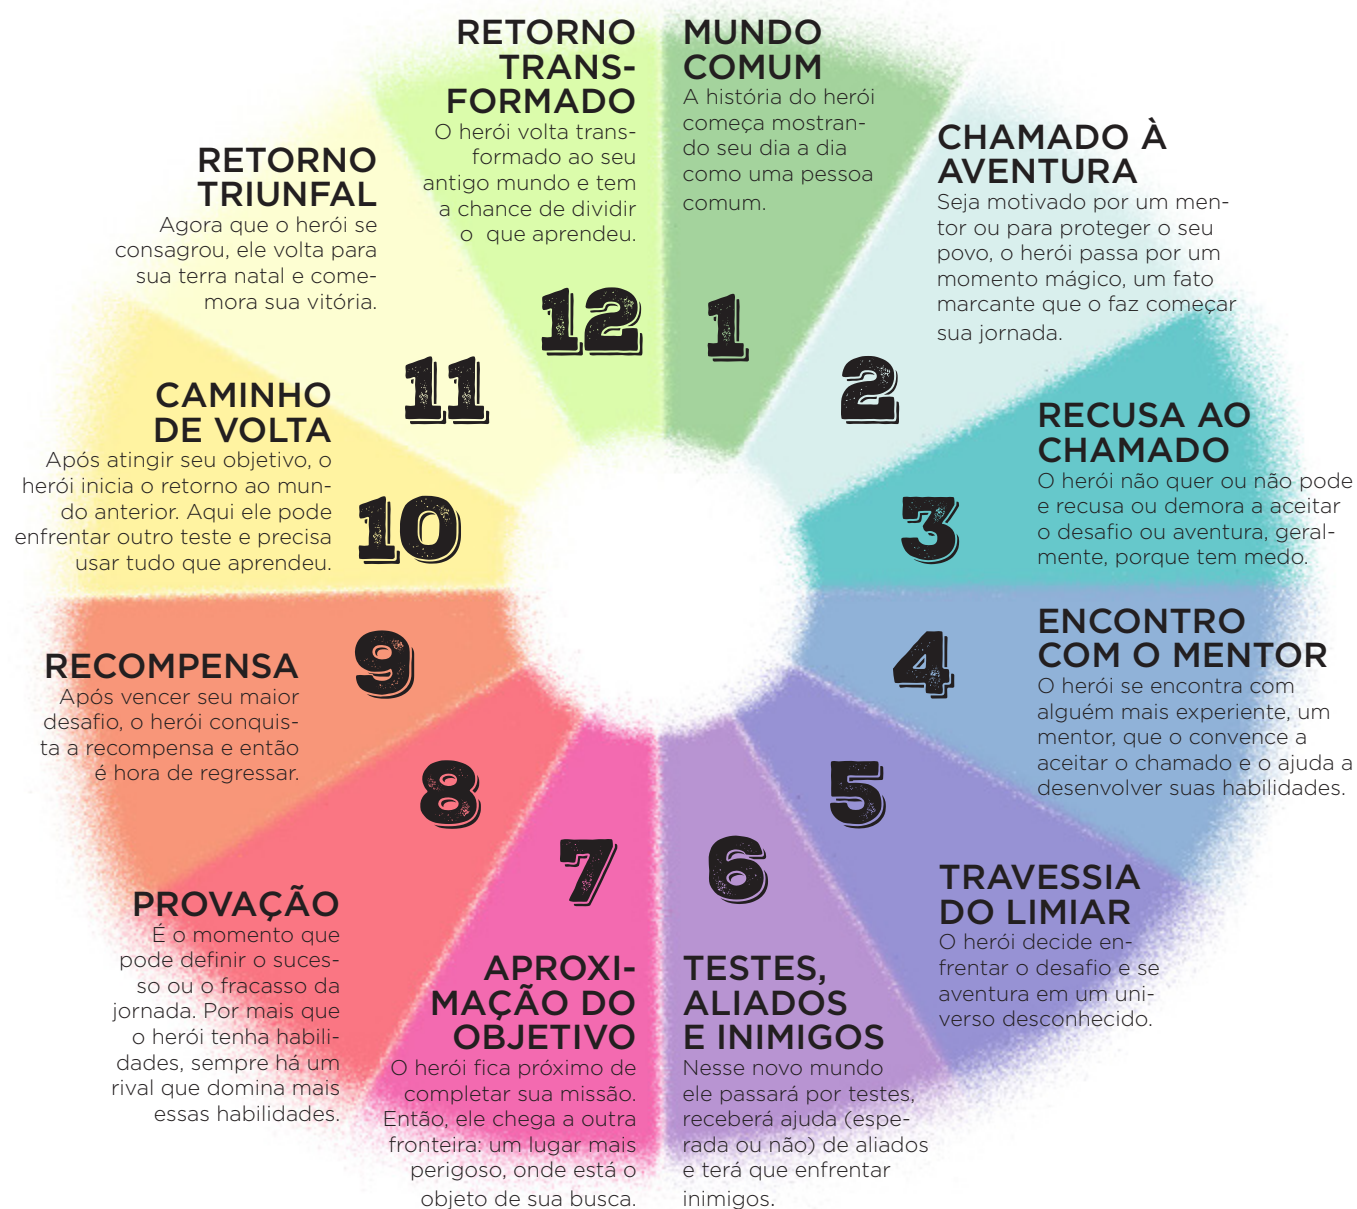 MUNDO
COMUM
A história do herói
começa mostran-
do seu dia a dia
como uma pessoa
comum.
1
CHAMADO À
AVENTURA
Seja motivado por um men-
tor ou para proteger o seu
povo, o herói passa por um
momento mágico, um fato
marcante que o faz começar
sua jornada.
2
RECUSA AO
CHAMADO
O herói não quer ou não pode
e recusa ou demora a aceitar
o desafio ou aventura, geral-
mente, porque tem medo.
3
ENCONTRO
COM O MENTOR
O herói se encontra com
alguém mais experiente, um
mentor, que o convence a
aceitar o chamado e o ajuda a
desenvolver suas habilidades.
4
TRAVESSIA
DO LIMIAR
O herói decide en-
frentar o desafio e se
aventura em um uni-
verso desconhecido.
5
TESTES,
ALIADOS
E INIMIGOS
Nesse novo mundo
ele passará por testes,
receberá ajuda (espe-
rada ou não) de aliados
e terá que enfrentar
inimigos.
6
APROXI-
MAÇÃO DO
OBJETIVO
O herói fica próximo de
completar sua missão.
Então, ele chega a outra
fronteira: um lugar mais
perigoso, onde está o
objeto de sua busca.
7
PROVAÇÃO
É o momento que
pode definir o suces-
so ou o fracasso da
jornada. Por mais que
o herói tenha habili-
dades, sempre há um
rival que domina mais
essas habilidades.
8
RECOMPENSA
Após vencer seu maior
desafio, o herói conquis-
ta a recompensa e então
é hora de regressar.
9
CAMINHO
DE VOLTA
Após atingir seu objetivo, o
herói inicia o retorno ao mun-
do anterior. Aqui ele pode
enfrentar outro teste e precisa
usar tudo que aprendeu.
10
RETORNO
TRIUNFAL
Agora que o herói se
consagrou, ele volta para
sua terra natal e come-
mora sua vitória.
11
RETORNO
TRANS-
FORMADO
O herói volta trans-
formado ao seu
antigo mundo e tem
a chance de dividir
o que aprendeu.
12